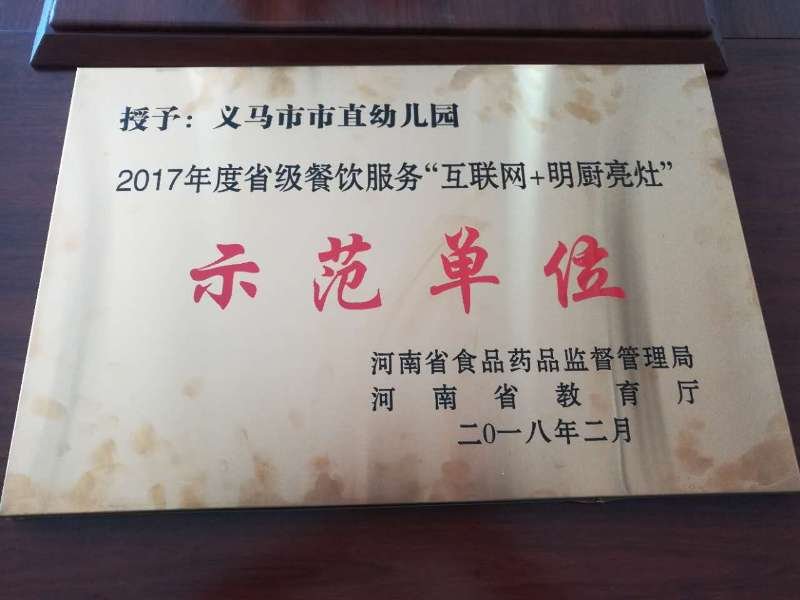 授予：义马市市直幼儿园
2017年度省级餐饮服务“互联网+明厨亮灶”
示范单位
河南省食品药品监督管理局
河南省教育厅
二0一八年二月